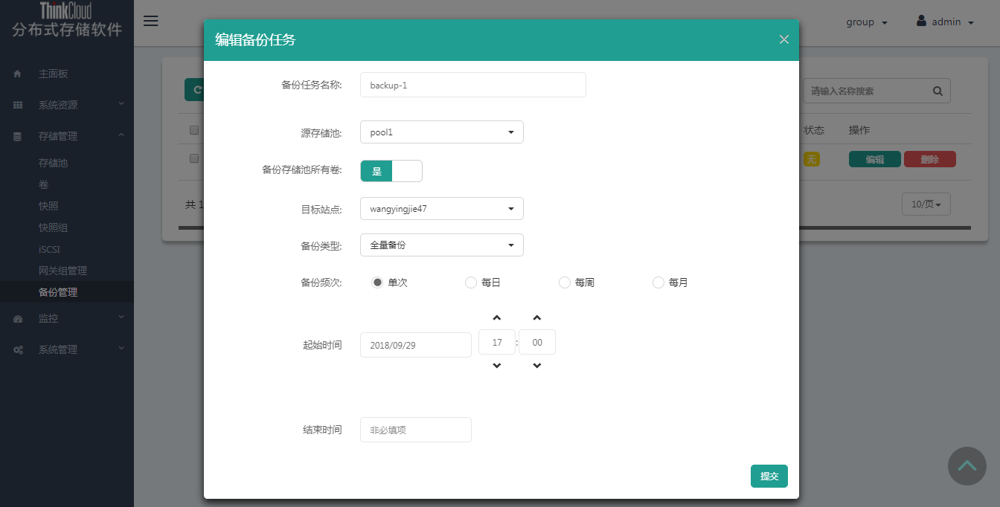 ThinkCloud
分布式存储软件
group
admin
主面板
系统资源
存储管理
存储池
卷
快照
快照组
iSCSI
网关组管理
备份管理
监控
系统管理
请输入名称搜索
状态 操作
无 编辑 删除
共 1
10/页
编辑备份任务
备份任务名称: backup-1
源存储池: pool1
备份存储池所有卷: 是
目标站点: wangyingjie47
备份类型: 全量备份
备份频次: 单次 每日 每周 每月
起始时间 2018/09/29 17 : 00
结束时间 非必填项
提交